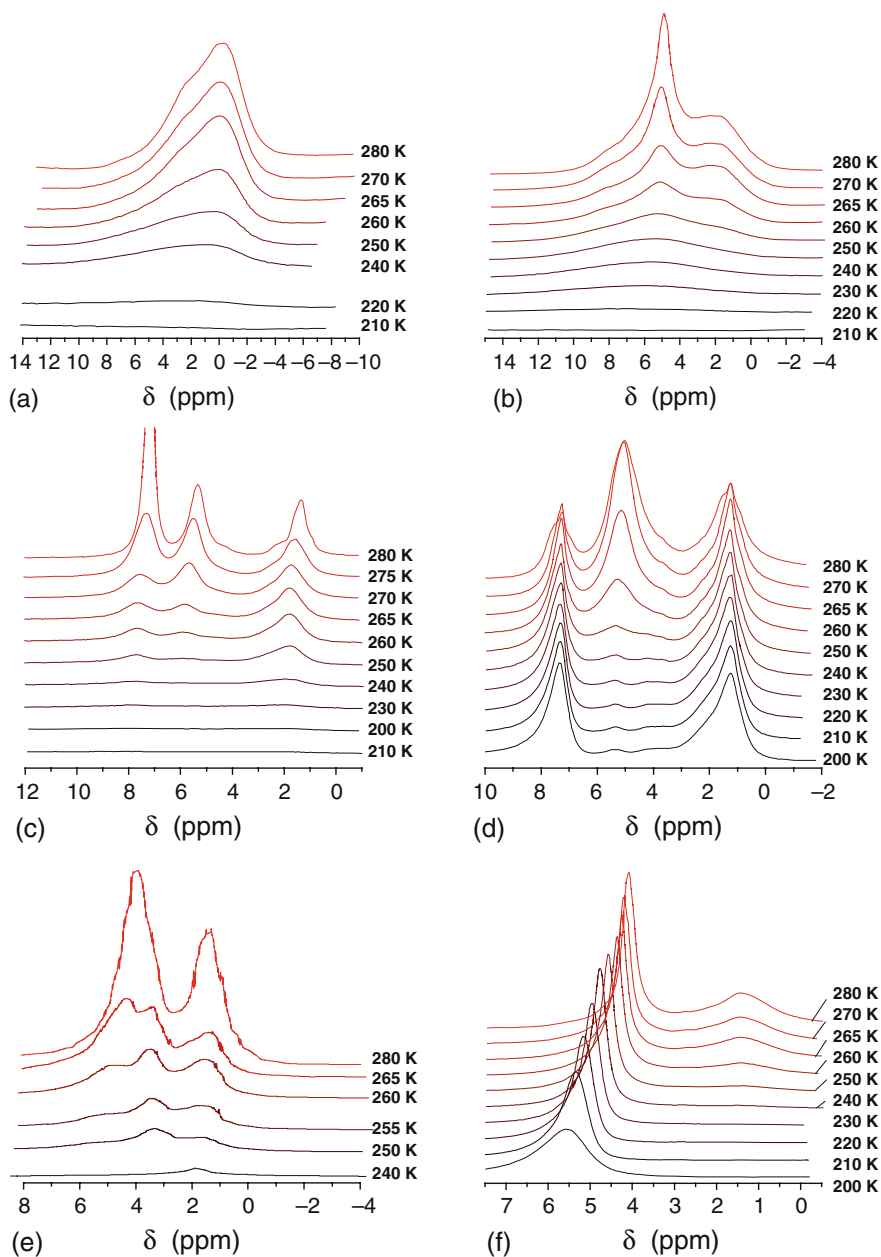 280 K
270 K
265 K
260 K
250 K
240 K
220 K
210 K
14 12 10 8 6 4 2 0 –2 –4 –6 –8 –10
(a) δ (ppm)
280 K
270 K
265 K
260 K
250 K
240 K
230 K
220 K
210 K
14 12 10 8 6 4 2 0 –2 –4
(b) δ (ppm)
280 K
275 K
270 K
265 K
260 K
250 K
240 K
230 K
200 K
210 K
12 10 8 6 4 2 0
(c) δ (ppm)
280 K
270 K
265 K
260 K
250 K
240 K
230 K
220 K
210 K
200 K
10 8 6 4 2 0 –2
(d) δ (ppm)
280 K
265 K
260 K
255 K
250 K
240 K
8 6 4 2 0 –2 –4
(e) δ (ppm)
280 K
270 K
265 K
260 K
250 K
240 K
230 K
220 K
210 K
200 K
7 6 5 4 3 2 1 0
(f) δ (ppm)